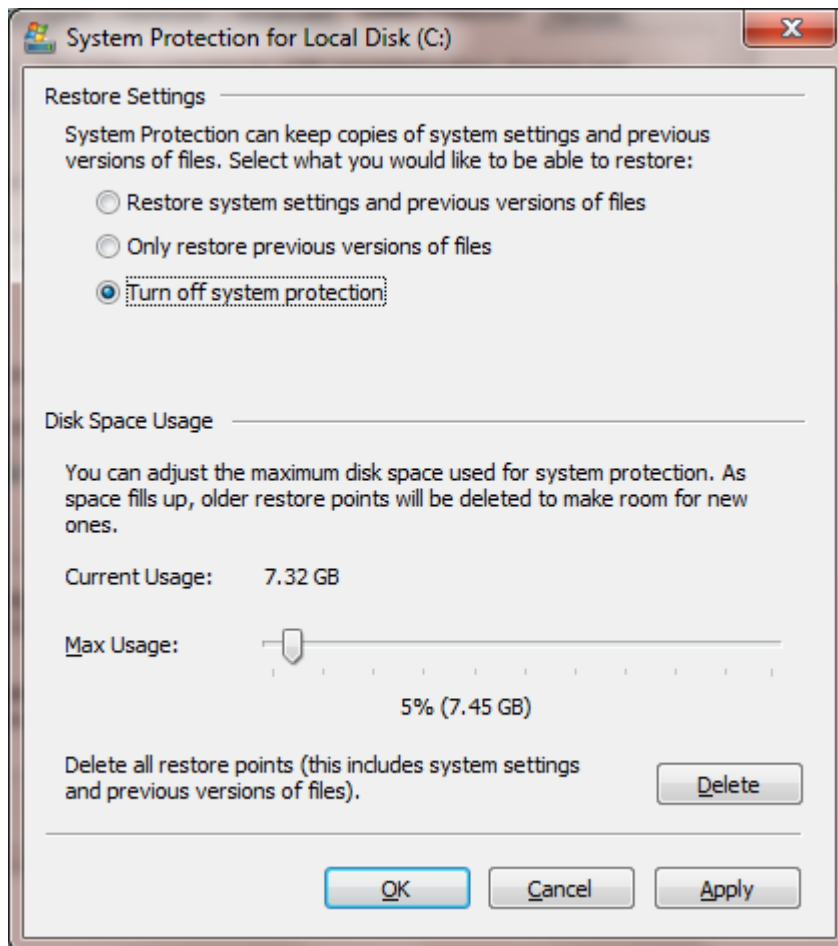 System Protection for Local Disk (C:)
Restore Settings
System Protection can keep copies of system settings and previous
versions of files. Select what you would like to be able to restore:
Restore system settings and previous versions of files
Only restore previous versions of files
Turn off system protection
Disk Space Usage
You can adjust the maximum disk space used for system protection. As
space fills up, older restore points will be deleted to make room for new
ones.
Current Usage: 7.32 GB
Max Usage:
5% (7.45 GB)
Delete all restore points (this includes system settings
and previous versions of files).
Delete
OK Cancel Apply